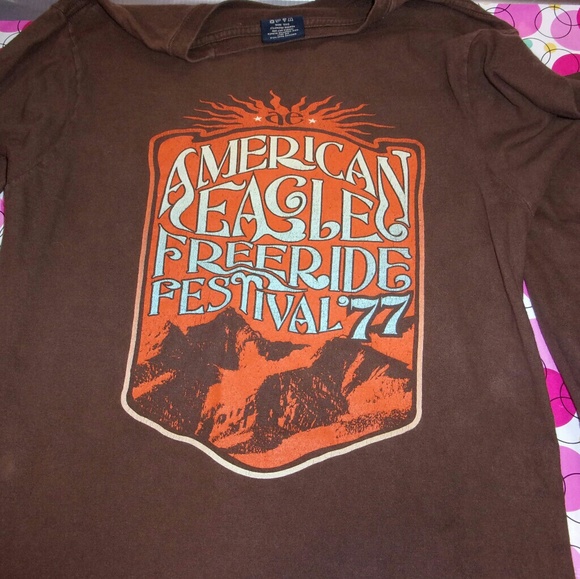 ae
AMERICAN
EAGLE
FREERIDE
FESTIVAL '77